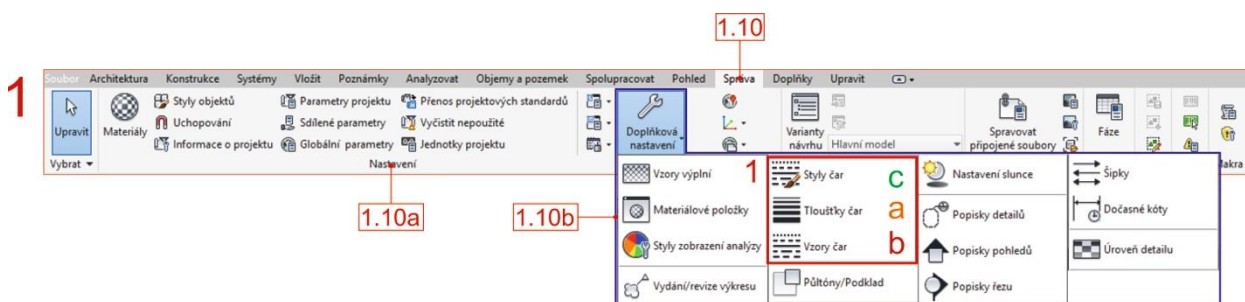 1.10
1
Soubor Architektura Konstrukce Systémy Vložit Poznámky Analyzovat Objemy a pozemek Spolupracovat Pohled Správa Doplňky Upravit
Styly objektů Parametry projektu Přenos projektových standardů
Uchopování Sdílené parametry Vyčistit nepoužité
Informace o projektu Globální parametry Jednotky projektu
Upravit Materiály Doplňková nastavení Varianty návrhu Hlavní model Spravovat připojené soubory Fáze
Vybrat Nastavení Makra
1.10a
1.10b
Vzory výplní 1 Styly čar c Nastavení slunce Šipky
Materiálové položky Tloušťky čar a Popisky detailů Dočasné kóty
Styly zobrazení analýzy Vzory čar b Popisky pohledů Úroveň detailu
Vydání/revize výkresu Půltóny/Podklad Popisky řezu